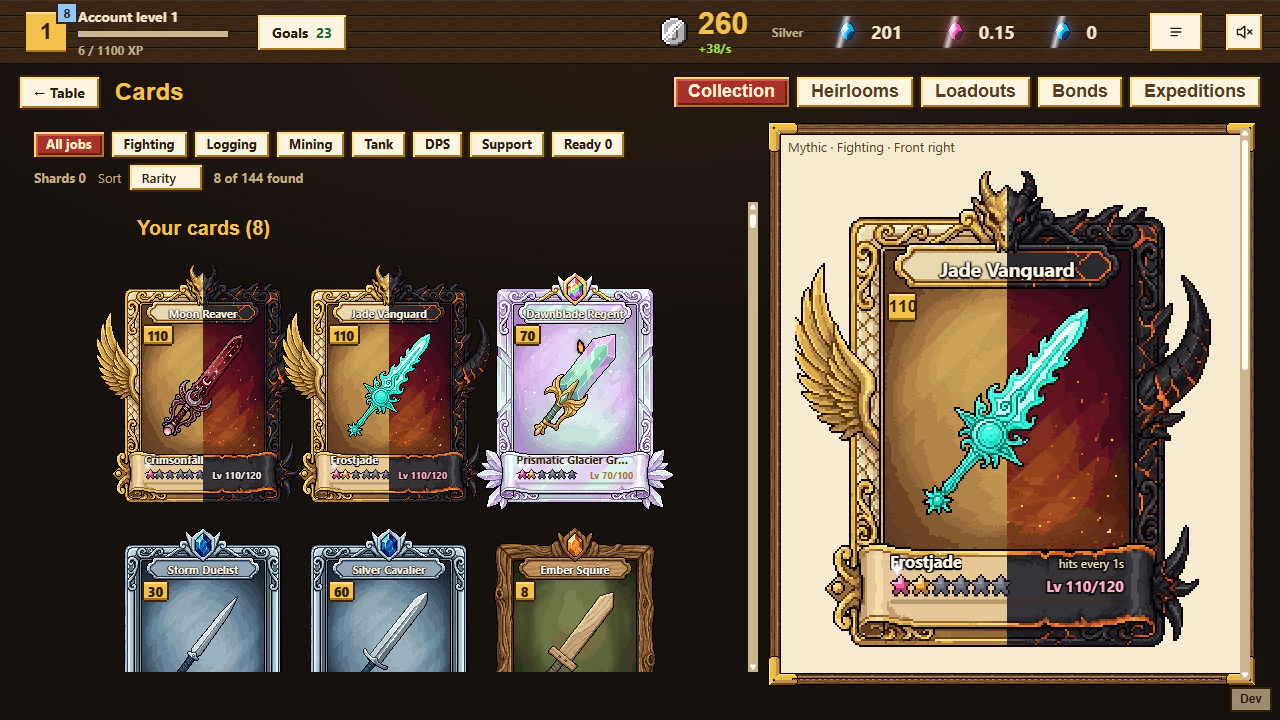 1
8
Account level 1
6 / 1100 XP
Goals 23
260
+38/s
Silver
201
0.15
0
← Table
Cards
Collection
Heirlooms
Loadouts
Bonds
Expeditions
All jobs
Fighting
Logging
Mining
Tank
DPS
Support
Ready 0
Shards 0
Sort
Rarity
8 of 144 found
Your cards (8)
Moon Reaver
110
Crimsonfall
Lv 110/120
Jade Vanguard
110
Frostjade
Lv 110/120
Dawnblade Regent
70
Prismatic Glacier Gr...
Lv 70/100
Storm Duelist
30
Silver Cavalier
60
Ember Squire
8
Mythic · Fighting · Front right
Jade Vanguard
110
Frostjade
hits every 1s
Lv 110/120
Dev